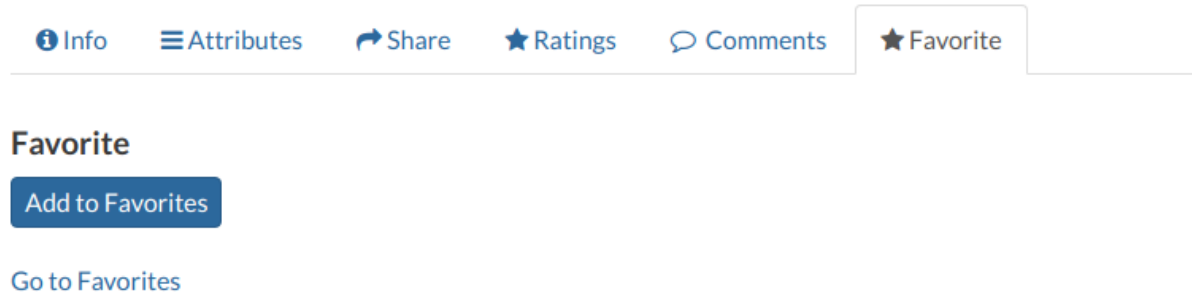 Info Attributes Share Ratings Comments Favorite
Favorite
Add to Favorites
Go to Favorites